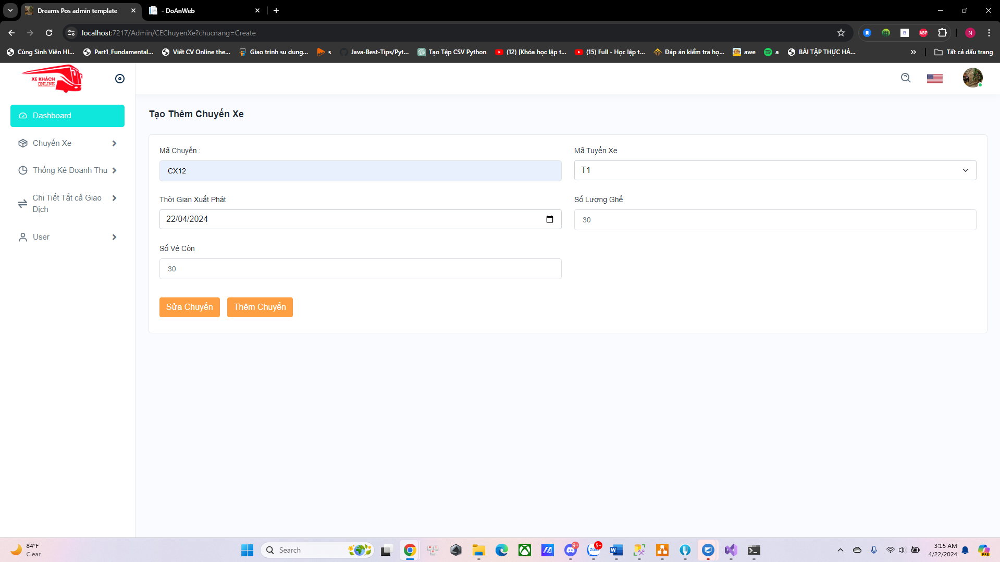 Dreams Pos admin template
- DoAnWeb
localhost:7217/Admin/CEChuyenXe?chucnang=Create
ABP
N
Cùng Sinh Viên HI...
Part1_Fundamental...
Viết CV Online the...
Giao trinh su dung...
s
Java-Best-Tips/Pyt...
Tạo Tệp CSV Python
(12) [Khóa học lập t...
(15) Full - Học lập t...
Đáp án kiểm tra họ...
awe
a
BÀI TẬP THỰC HÀ...
Tất cả dấu trang
XE KHÁCH
ONLINE
Dashboard
Chuyến Xe
Thống Kê Doanh Thu
Chi Tiết Tất cả Giao
Dịch
User
Tạo Thêm Chuyến Xe
Mã Chuyến :
CX12
Mã Tuyến Xe
T1
Thời Gian Xuất Phát
22/04/2024
Số Lượng Ghế
30
Số Vé Còn
30
Sửa Chuyến
Thêm Chuyến
84°F
Clear
Search
9+
Zalo
5+
W
3:15 AM
4/22/2024
PRE